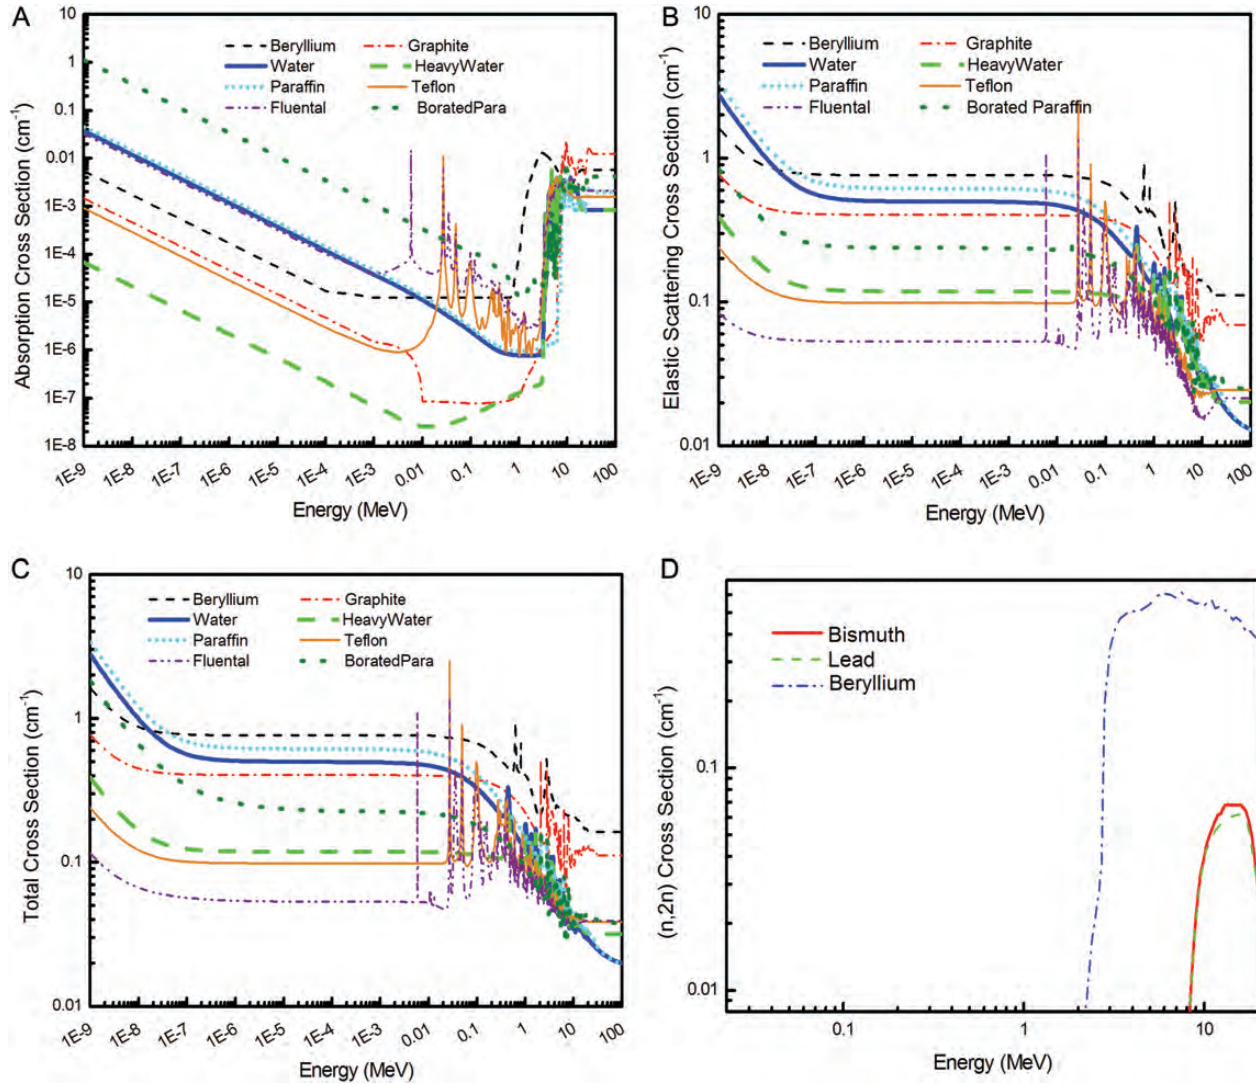 A
Beryllium Graphite
Water HeavyWater
Paraffin Teflon
Fluental BoratedPara
Absorption Cross Section (cm⁻¹)
10
1
0.1
0.01
1E-3
1E-4
1E-5
1E-6
1E-7
1E-8
1E-9 1E-8 1E-7 1E-6 1E-5 1E-4 1E-3 0.01 0.1 1 10 100
Energy (MeV)
B
Beryllium Graphite
Water HeavyWater
Paraffin Teflon
Fluental Borated Paraffin
Elastic Scattering Cross Section (cm⁻¹)
10
1
0.1
0.01
1E-9 1E-8 1E-7 1E-6 1E-5 1E-4 1E-3 0.01 0.1 1 10 100
Energy (MeV)
C
Beryllium Graphite
Water HeavyWater
Paraffin Teflon
Fluental BoratedPara
Total Cross Section (cm⁻¹)
10
1
0.1
0.01
1E-9 1E-8 1E-7 1E-6 1E-5 1E-4 1E-3 0.01 0.1 1 10 100
Energy (MeV)
D
Bismuth
Lead
Beryllium
(n,2n) Cross Section (cm⁻¹)
0.1
0.01
0.1 1 10
Energy (MeV)